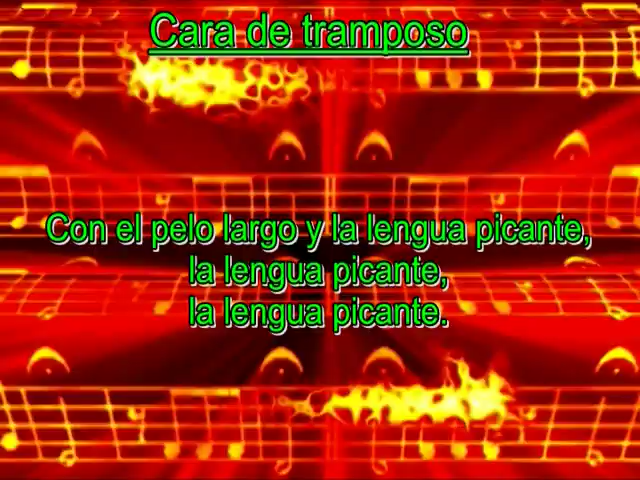 Cara de tramposo
Con el pelo largo y la lengua picante,
la lengua picante,
la lengua picante.